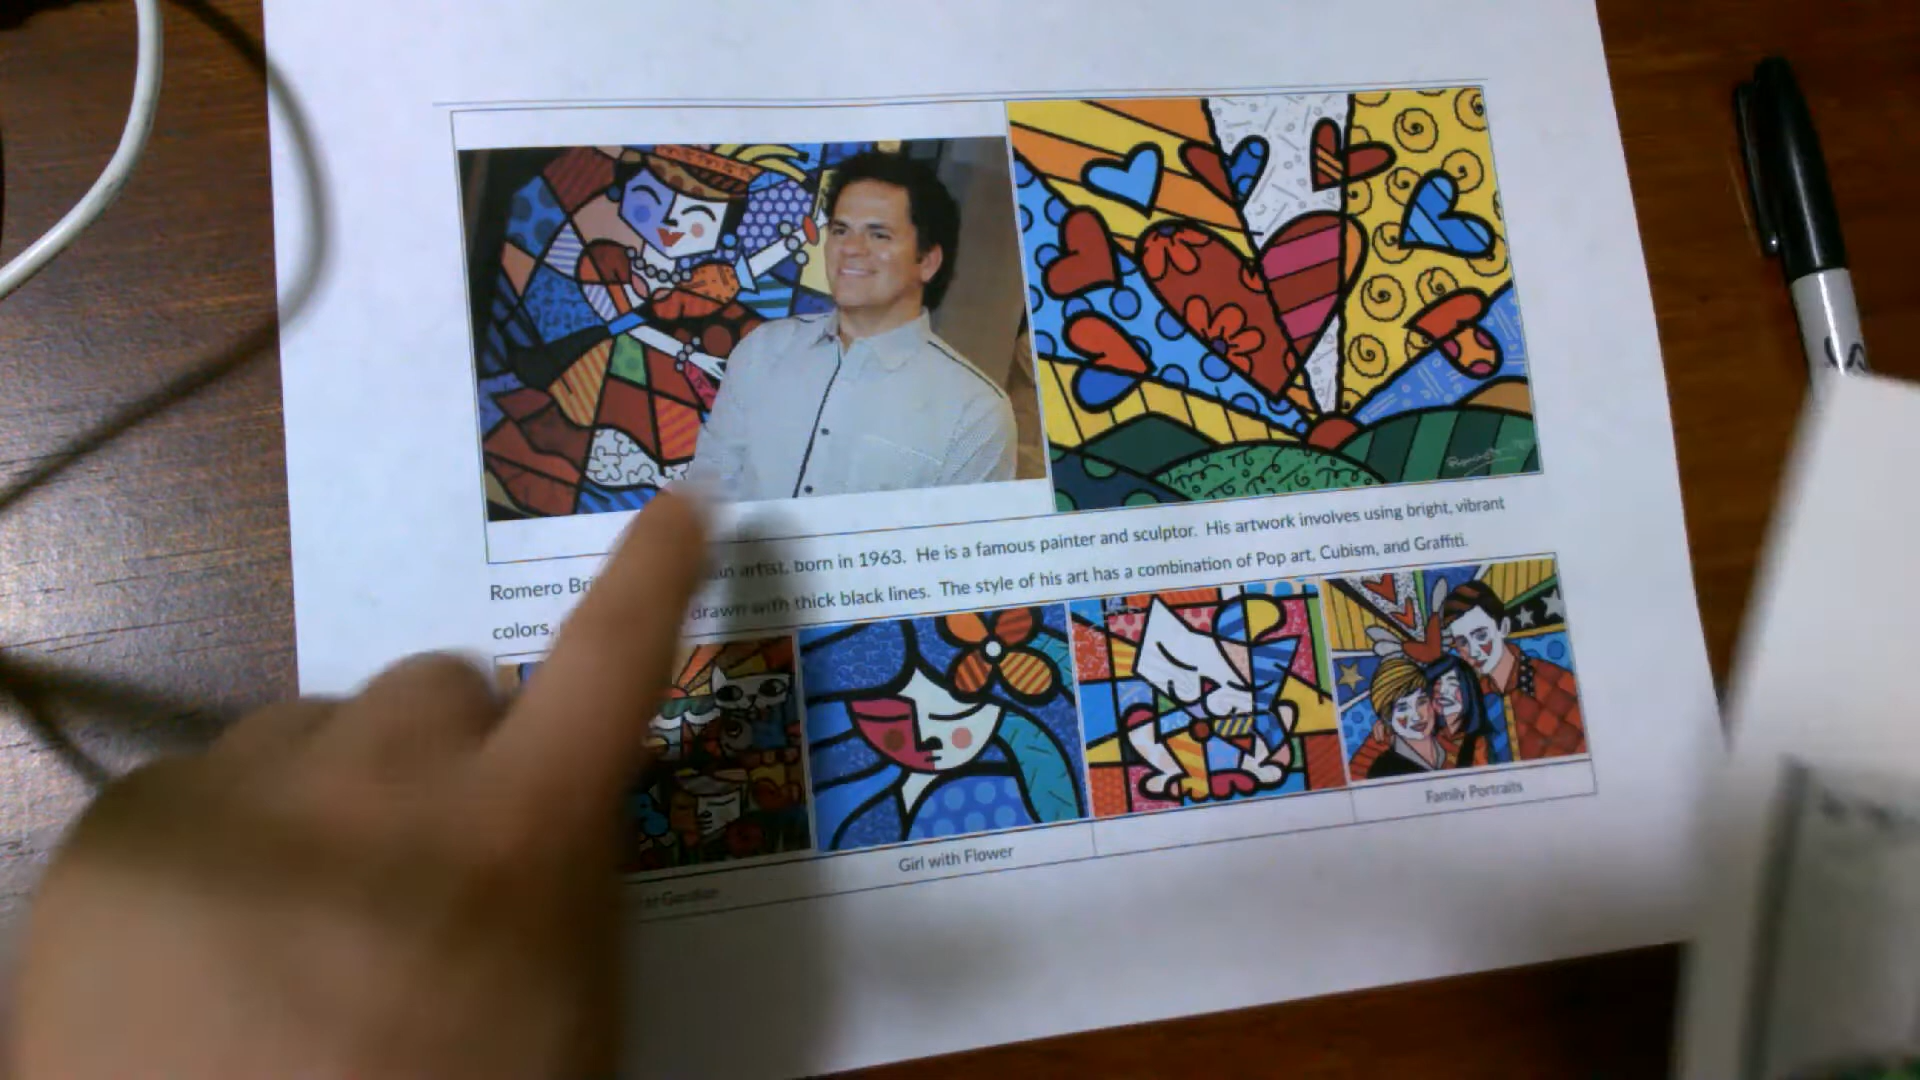 Romero an artist, born in 1963. He is a famous painter and sculptor. His artwork involves using bright, vibrant
colors, drawn with thick black lines. The style of his art has a combination of Pop art, Cubism, and Graffiti.
Girl with Flower
Family Portraits